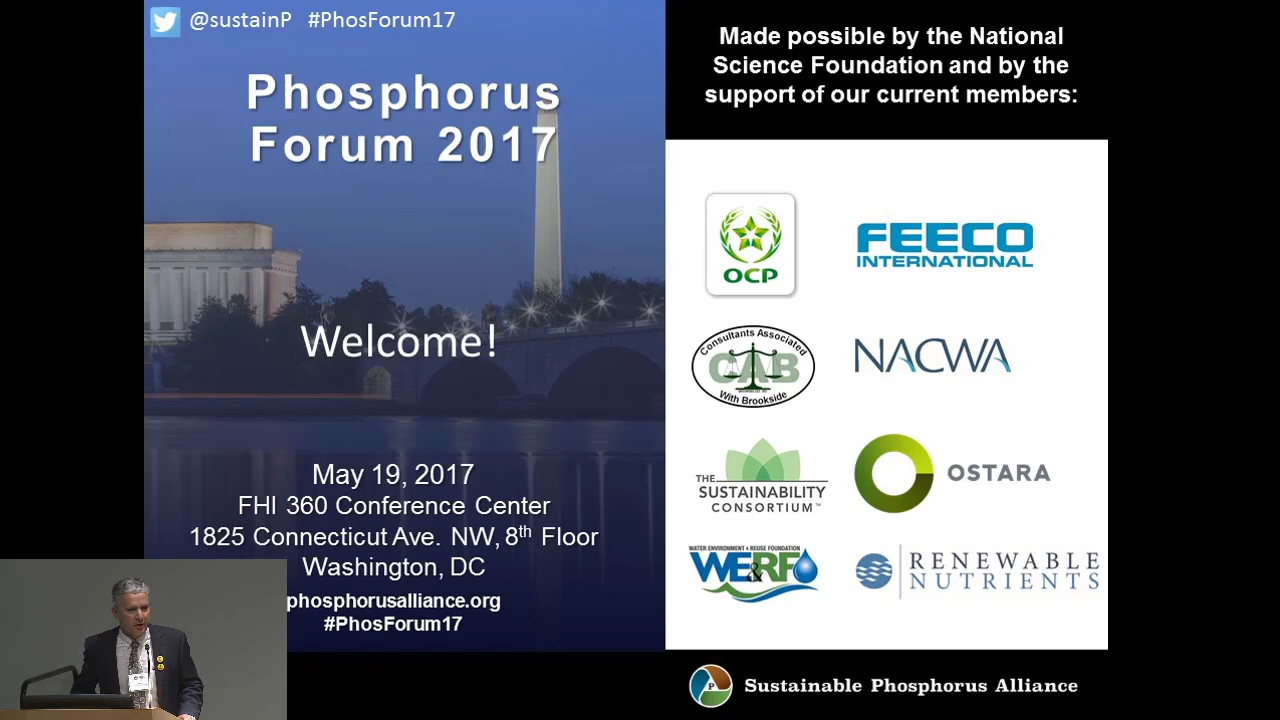 @sustainP #PhosForum17
Phosphorus
Forum 2017
Welcome!
May 19, 2017
FHI 360 Conference Center
1825 Connecticut Ave. NW, 8th Floor
Washington, DC
phosphorusalliance.org
#PhosForum17
Made possible by the National
Science Foundation and by the
support of our current members:
OCP
FEECO
INTERNATIONAL
Consultants Associated
CAB
With Brookside
NACWA
THE
SUSTAINABILITY
CONSORTIUM™
OSTARA
WATER ENVIRONMENT & REUSE FOUNDATION
WE&RF
RENEWABLE
NUTRIENTS
P
Sustainable Phosphorus Alliance